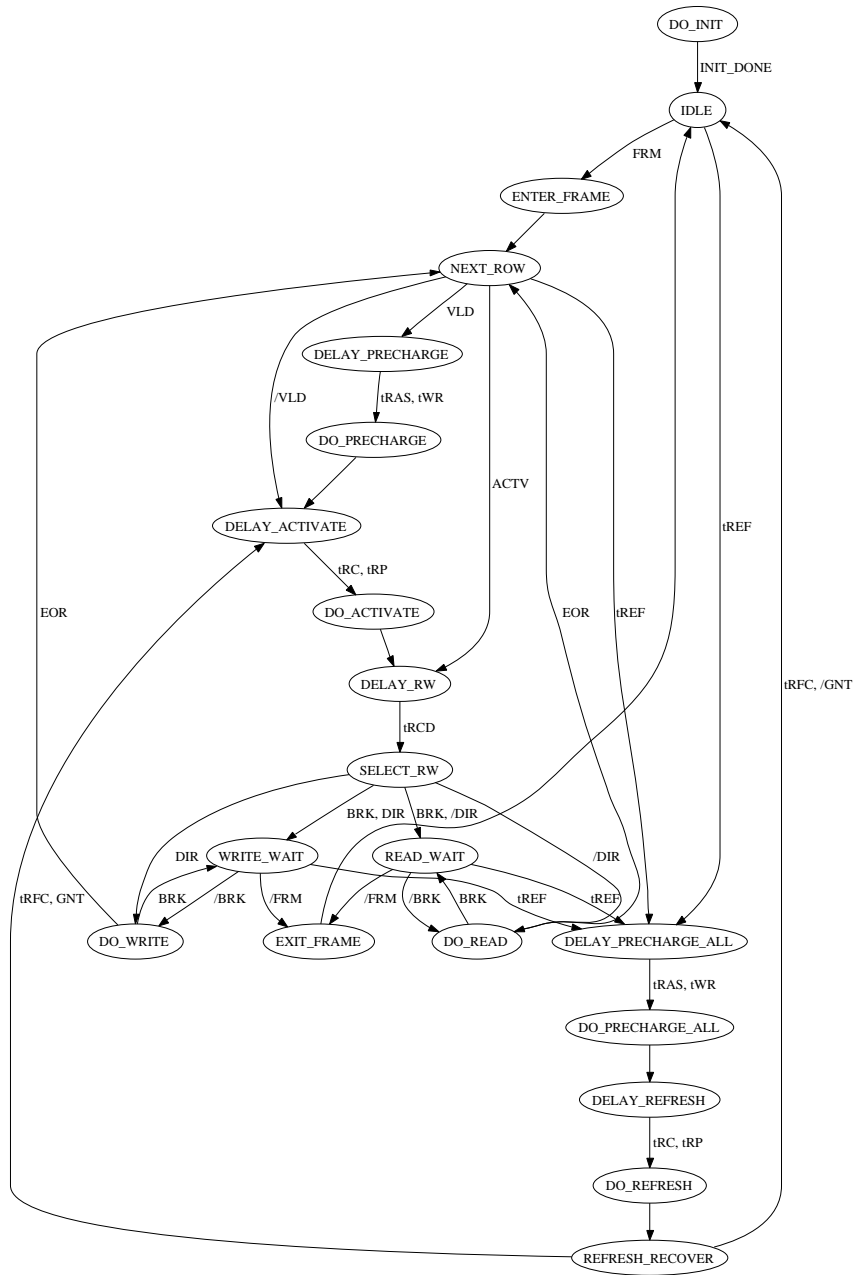 DO_INIT
INIT_DONE
IDLE
FRM
ENTER_FRAME
NEXT_ROW
VLD
DELAY_PRECHARGE
/VLD
tRAS, tWR
DO_PRECHARGE
ACTV
DELAY_ACTIVATE
tREF
tRC, tRP
DO_ACTIVATE
EOR
EOR
tREF
DELAY_RW
tRFC, /GNT
tRCD
SELECT_RW
BRK, DIR
BRK, /DIR
DIR
WRITE_WAIT
READ_WAIT
/DIR
tRFC, GNT
BRK
/BRK
/FRM
/FRM
/BRK
BRK
tREF
tREF
DO_WRITE
EXIT_FRAME
DO_READ
DELAY_PRECHARGE_ALL
tRAS, tWR
DO_PRECHARGE_ALL
DELAY_REFRESH
tRC, tRP
DO_REFRESH
REFRESH_RECOVER